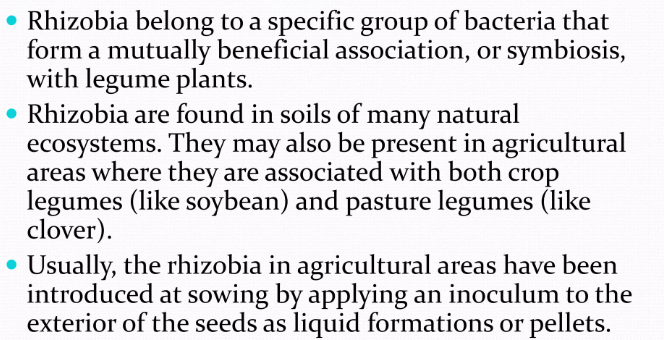 • Rhizobia belong to a specific group of bacteria that
form a mutually beneficial association, or symbiosis,
with legume plants.
• Rhizobia are found in soils of many natural
ecosystems. They may also be present in agricultural
areas where they are associated with both crop
legumes (like soybean) and pasture legumes (like
clover).
• Usually, the rhizobia in agricultural areas have been
introduced at sowing by applying an inoculum to the
exterior of the seeds as liquid formations or pellets.